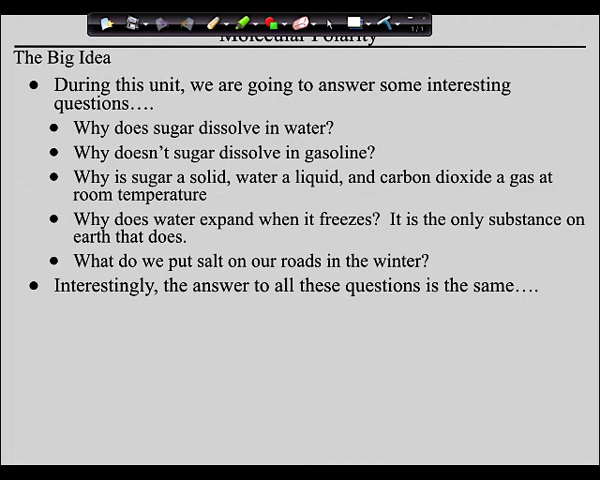 Molecular Polarity
1/1
The Big Idea
● During this unit, we are going to answer some interesting
questions….
● Why does sugar dissolve in water?
● Why doesn’t sugar dissolve in gasoline?
● Why is sugar a solid, water a liquid, and carbon dioxide a gas at
room temperature
● Why does water expand when it freezes?  It is the only substance on
earth that does.
● What do we put salt on our roads in the winter?
● Interestingly, the answer to all these questions is the same….